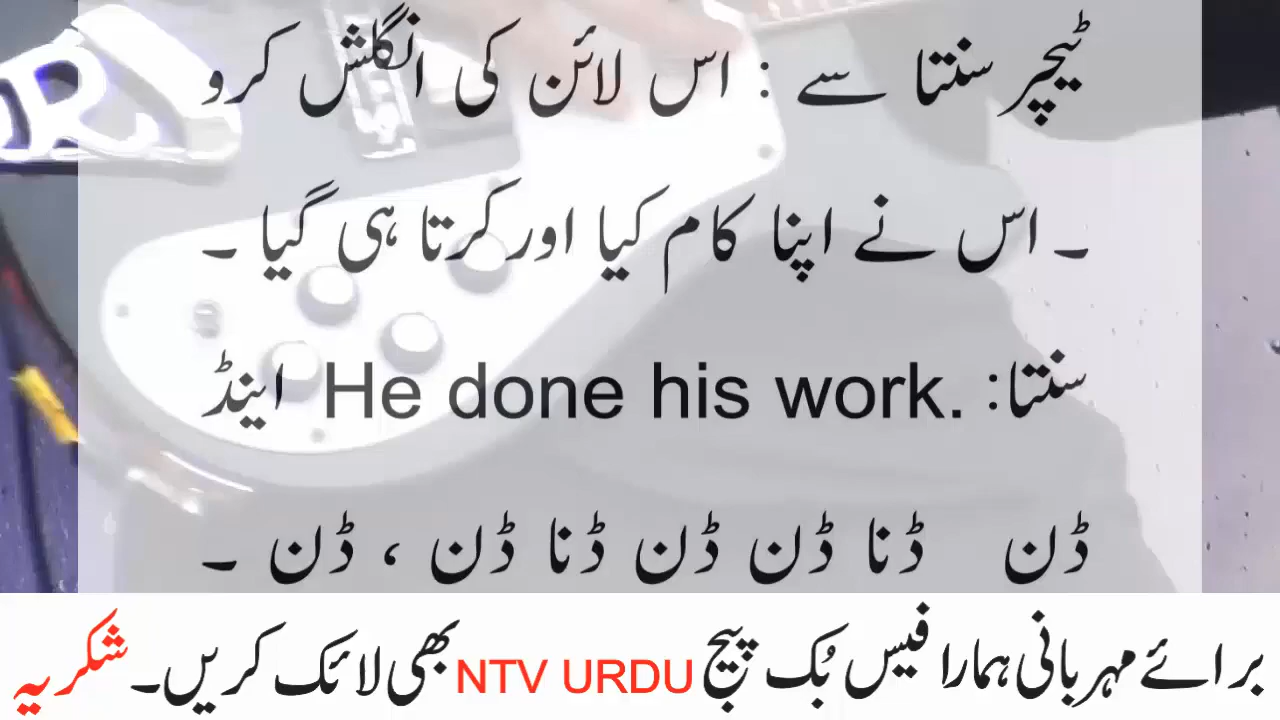 ٹیچر سنتا سے : اس لائن کی انگلش کرو
۔ اس نے اپنا کام کیا اور کرتا ہی گیا ۔
سنتا: He done his work. اینڈ
ڈن ڈنا ڈن ڈن ڈنا ڈن ، ڈن ۔
برائے مہربانی ہمارا فیس بُک پیج NTV URDU بھی لائک کریں۔ شکریہ